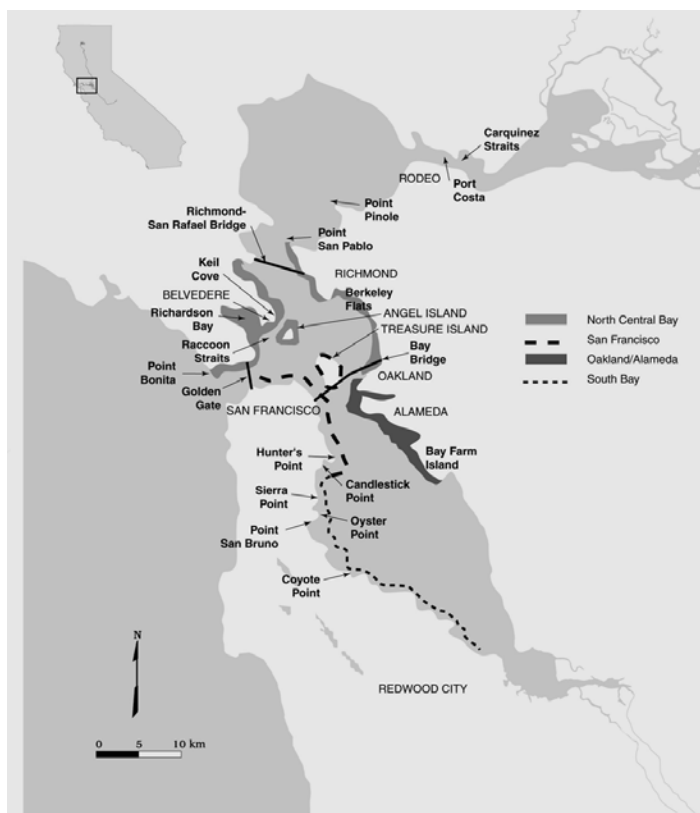 Carquinez
Straits
RODEO
Port
Costa
Point
Pinole
Richmond-
San Rafael Bridge
Point
San Pablo
Keil
Cove
RICHMOND
BELVEDERE
Berkeley
Flats
Richardson
Bay
ANGEL ISLAND
TREASURE ISLAND
Raccoon
Straits
Bay
Bridge
Point
Bonita
OAKLAND
Golden
Gate
SAN FRANCISCO
ALAMEDA
North Central Bay
San Francisco
Oakland/Alameda
South Bay
Hunter's
Point
Bay Farm
Island
Candlestick
Point
Sierra
Point
Oyster
Point
Point
San Bruno
Coyote
Point
REDWOOD CITY
N
0 5 10 km